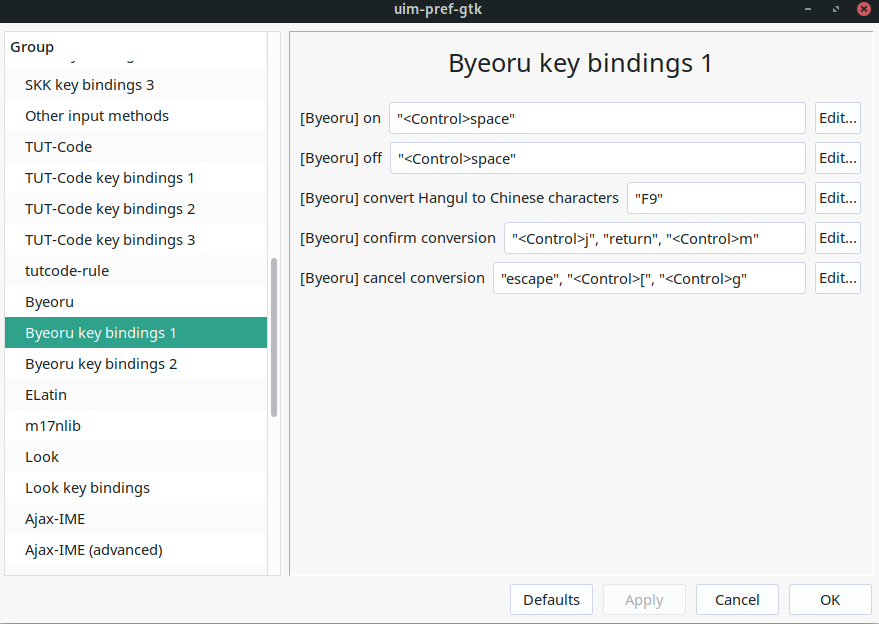 uim-pref-gtk
Group
SKK key bindings 3
Other input methods
TUT-Code
TUT-Code key bindings 1
TUT-Code key bindings 2
TUT-Code key bindings 3
tutcode-rule
Byeoru
Byeoru key bindings 1
Byeoru key bindings 2
ELatin
m17nlib
Look
Look key bindings
Ajax-IME
Ajax-IME (advanced)
Byeoru key bindings 1
[Byeoru] on "<Control>space" Edit...
[Byeoru] off "<Control>space" Edit...
[Byeoru] convert Hangul to Chinese characters "F9" Edit...
[Byeoru] confirm conversion "<Control>j", "return", "<Control>m" Edit...
[Byeoru] cancel conversion "escape", "<Control>[", "<Control>g" Edit...
Defaults Apply Cancel OK